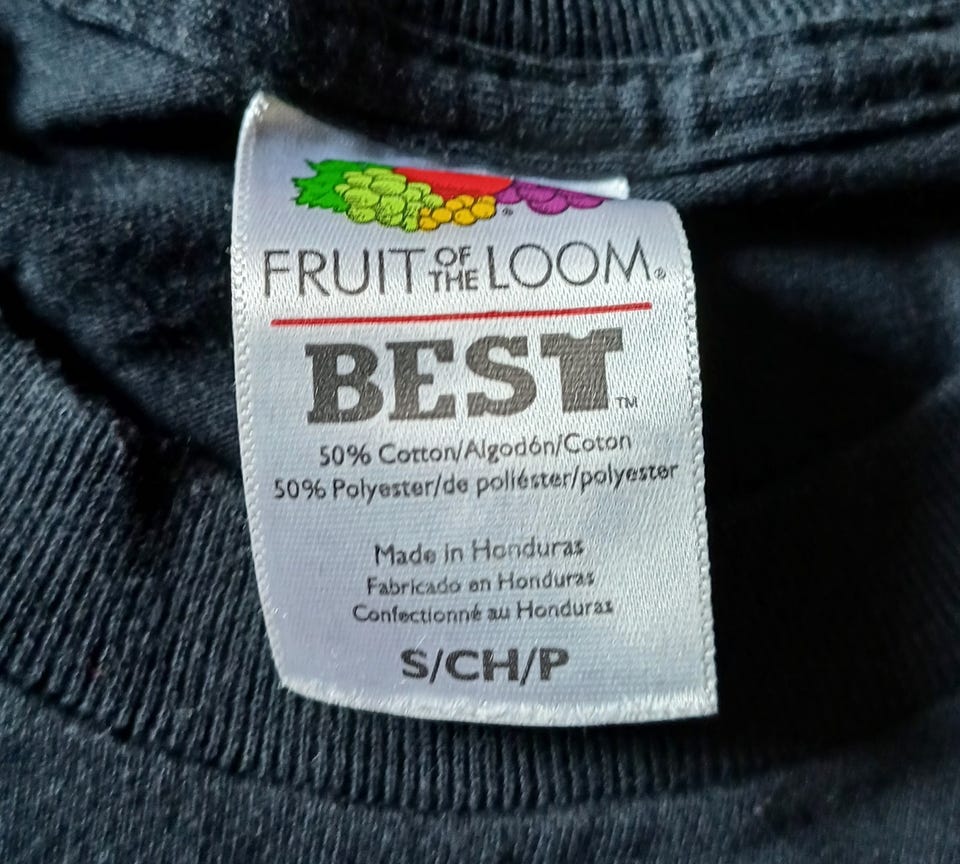 FRUIT OF THE LOOM®
BEST™
50% Cotton/Algodón/Coton
50% Polyester/de poliéster/polyester
Made in Honduras
Fabricado en Honduras
Confectionné au Honduras
S/CH/P